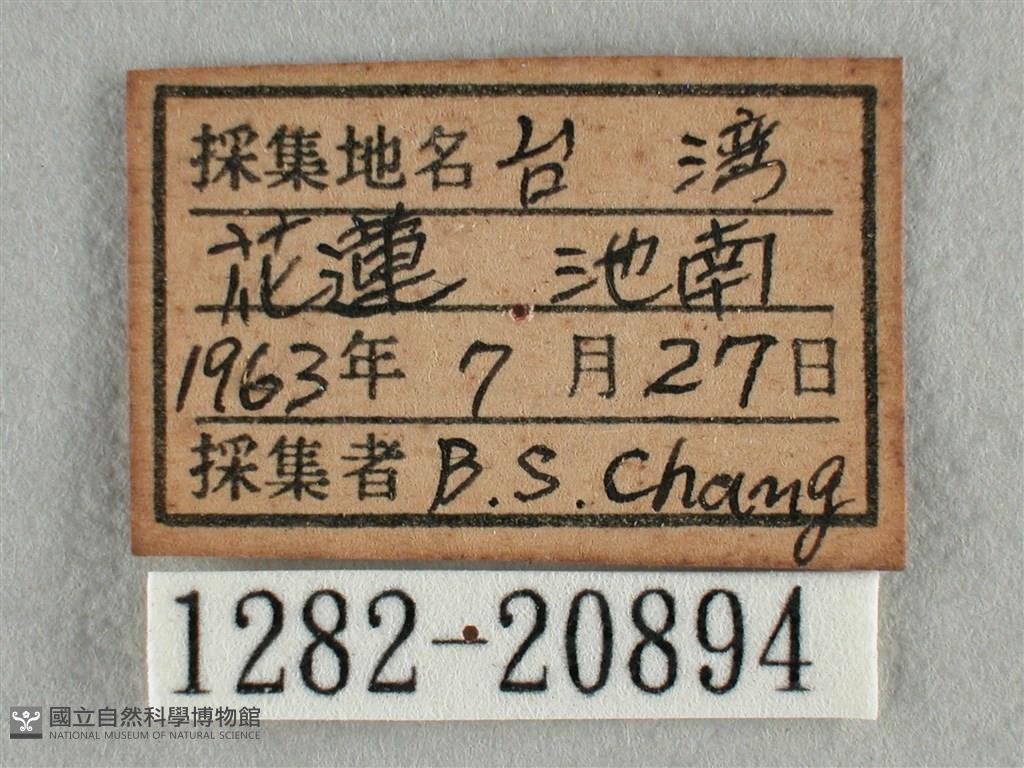 採集地名 台 湾
花蓮 池南
1963年 7 月 27日
採集者 B.S. Chang
1282-20894
國立自然科學博物館
NATIONAL MUSEUM OF NATURAL SCIENCE